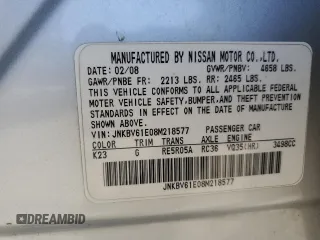 MANUFACTURED BY NISSAN MOTOR CO.,LTD.
DATE: 02/08 GVWR/PNBV: 4658 LBS.
GAWR/PNBE FR: 2213 LBS. RR: 2465 LBS.
THIS VEHICLE CONFORMS TO ALL APPLICABLE FEDERAL
MOTOR VEHICLE SAFETY,BUMPER,AND THEFT PREVENTION
STANDARDS IN EFFECT ON THE DATE OF
MANUFACTURE SHOWN ABOVE.
VIN: JNKBV61E08M218577 PASSENGER CAR
COLOR TRIM TRANS AXLE ENGINE
K23 G RE5R05A RC36 VQ35(HR) 3498CC
JNKBV61E08M218577
DREAMBID